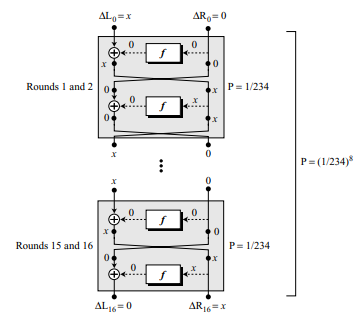 ΔL₀ = x ΔR₀ = 0
0 f 0
x 0
Rounds 1 and 2 P = 1/234
0 x
0 f x
0 x
x 0
P = (1/234)⁸
x 0
0 f 0
x 0
Rounds 15 and 16 P = 1/234
0 x
0 f x
ΔL₁₆ = 0 ΔR₁₆ = x